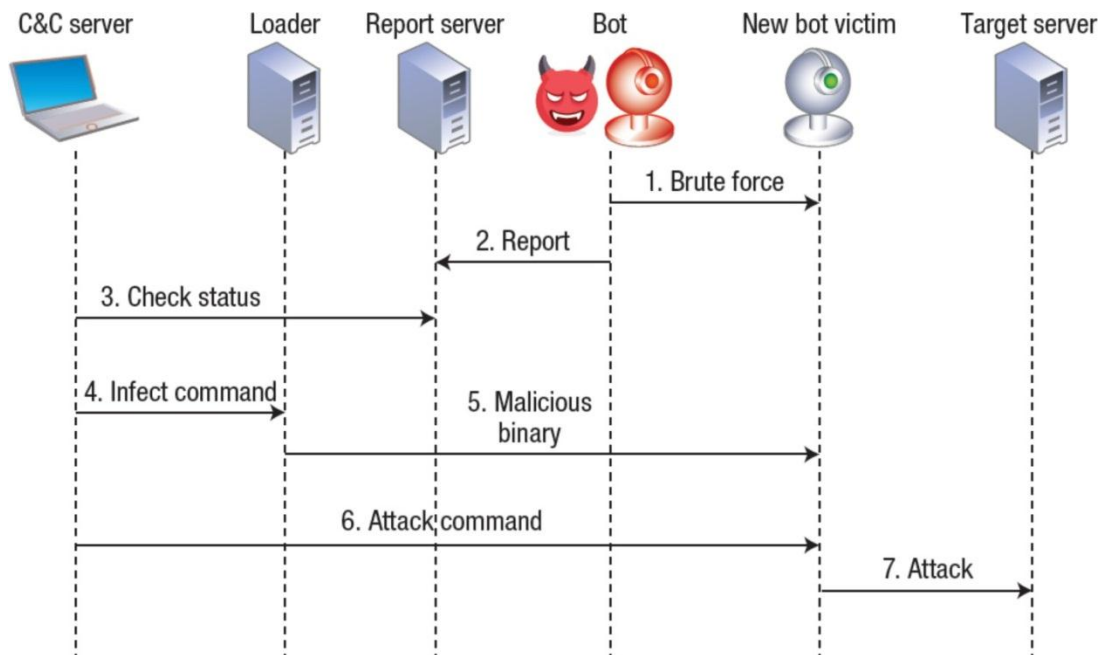 C&C server
Loader
Report server
Bot
New bot victim
Target server
1. Brute force
2. Report
3. Check status
4. Infect command
5. Malicious
binary
6. Attack command
7. Attack